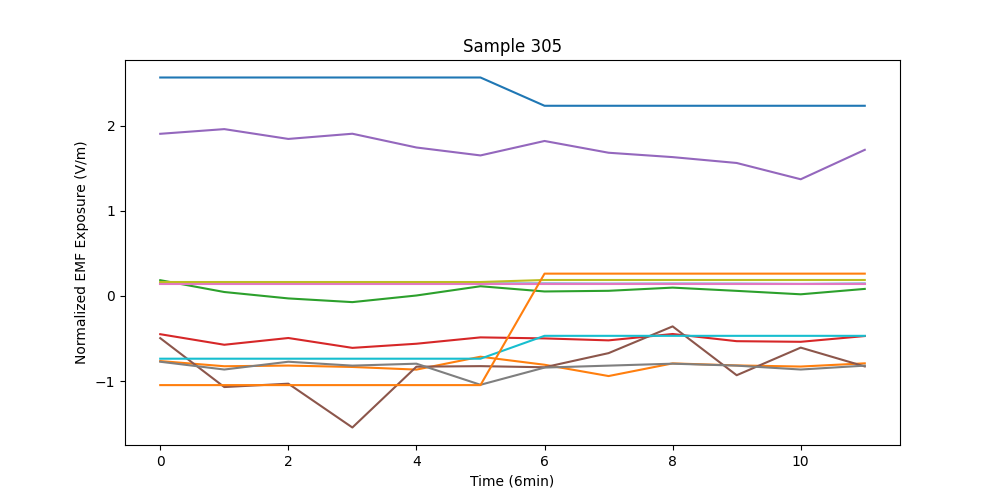 Sample 305
Normalized EMF Exposure (V/m)
2
1
0
−1
0 2 4 6 8 10
Time (6min)